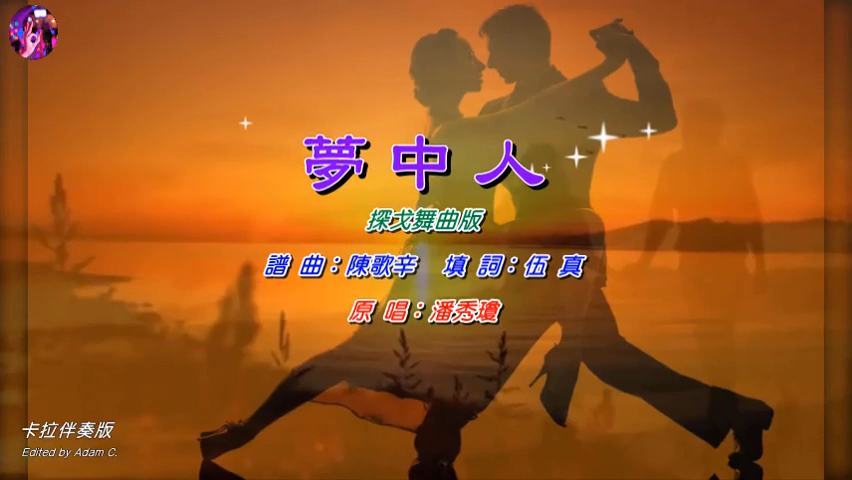 夢中人
探戈舞曲版
譜 曲：陳歌辛　填 詞：伍 真
原 唱：潘秀瓊
卡拉伴奏版
Edited by Adam C.